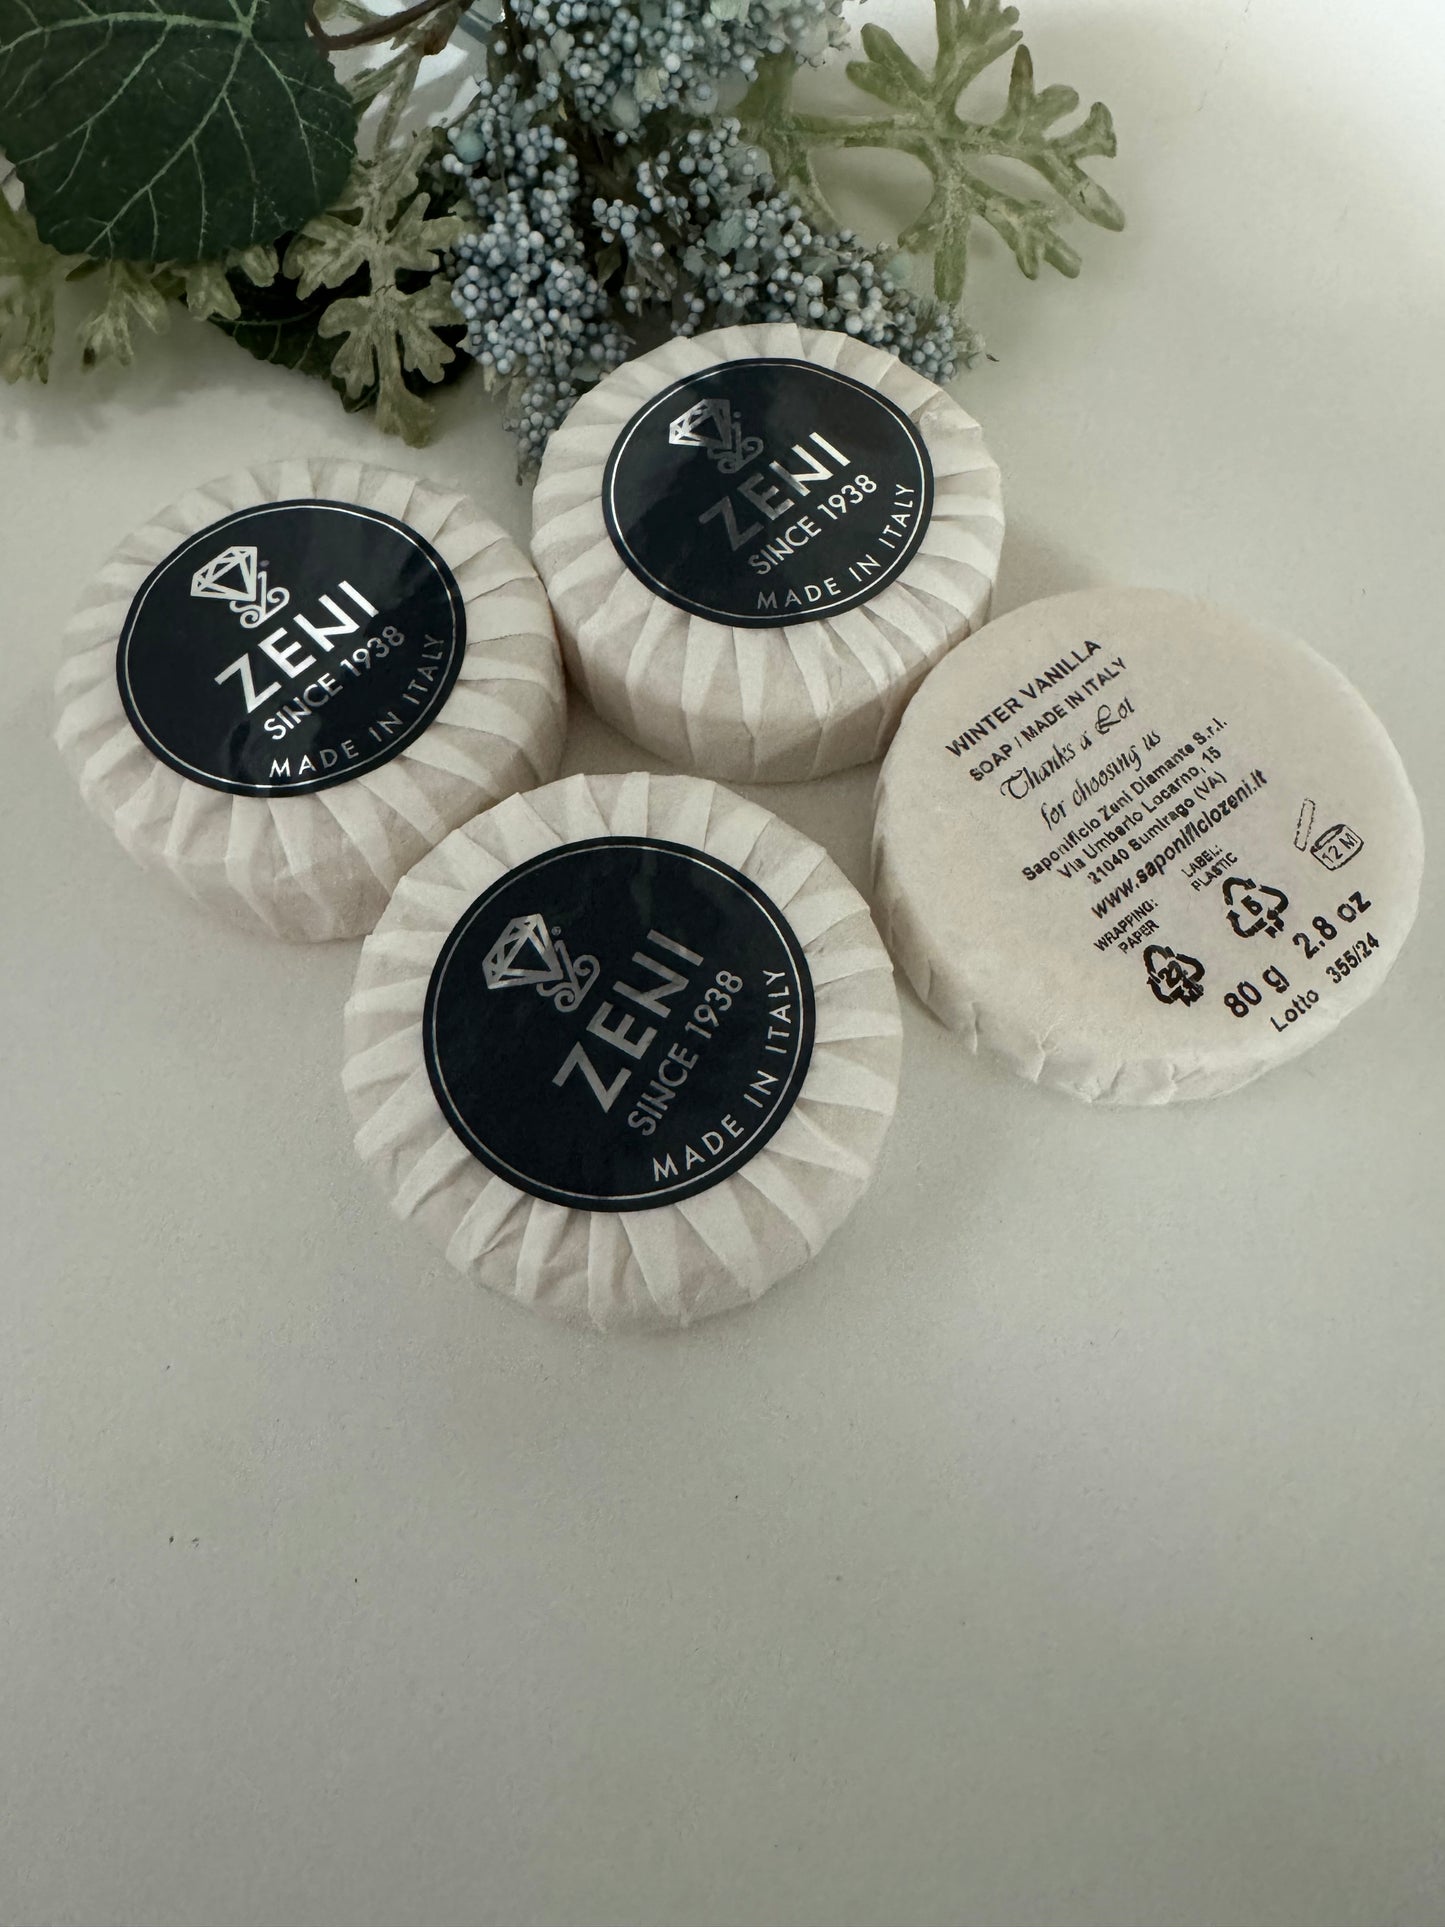 ZENI
SINCE 1938
MADE IN ITALY
ZENI
SINCE 1938
MADE IN ITALY
ZENI
SINCE 1938
MADE IN ITALY
WINTER VANILLA
SOAP / MADE IN ITALY
Thanks a Lot
for choosing us
Saponificio Zeni Diamante S.r.l.
Via Umberto Locarno, 15
21040 Sumirago (VA)
www.saponificiozeni.it
12 M
WRAPPING:
PAPER
LABEL:
PLASTIC
5
PP
80 g 2.8 oz
Lotto 355/24